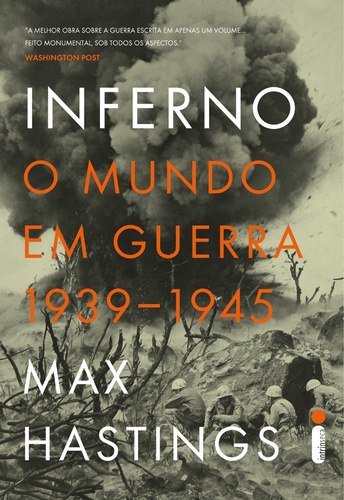 "A MELHOR OBRA SOBRE A GUERRA ESCRITA EM APENAS UM VOLUME...
FEITO MONUMENTAL, SOB TODOS OS ASPECTOS."
WASHINGTON POST
INFERNO
O MUNDO
EM GUERRA
1939–1945
MAX
HASTINGS
intrínseca